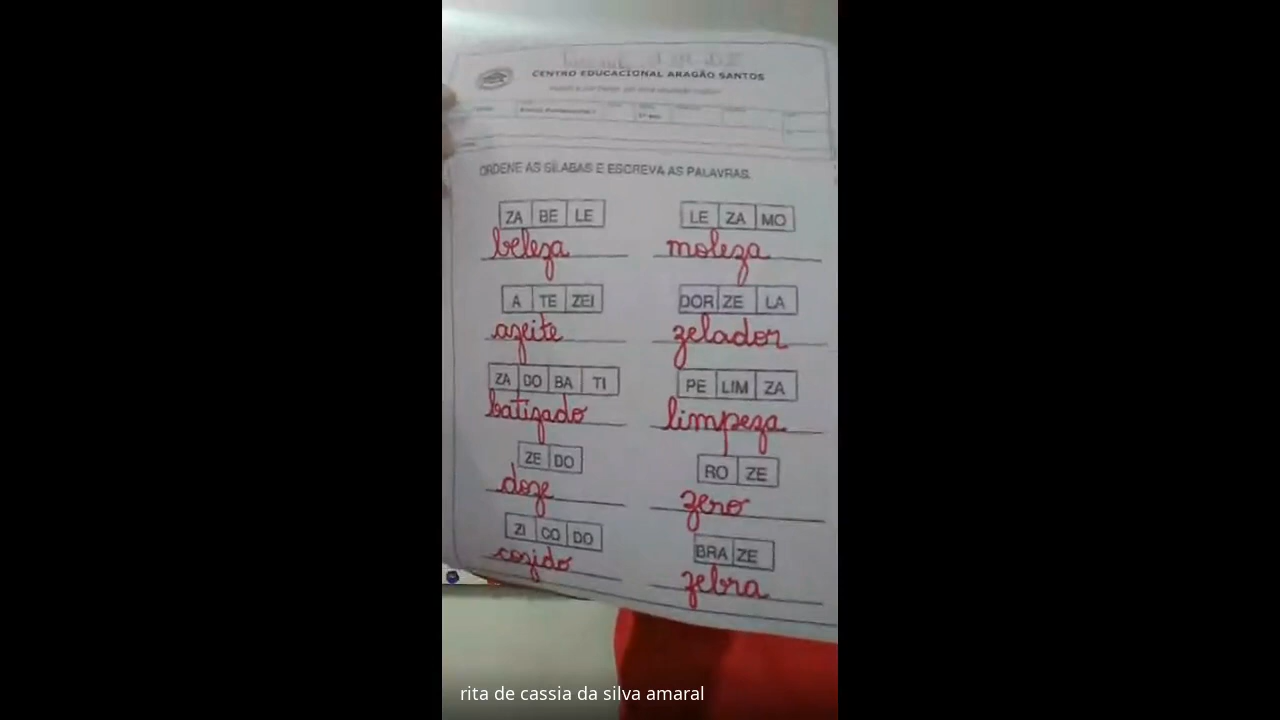 CENTRO EDUCACIONAL ARAGÃO SANTOS
ORDENE AS SÍLABAS E ESCREVA AS PALAVRAS.
ZA BE LE
beleza
LE ZA MO
moleza
A TE ZEI
azeite
DOR ZE LA
zelador
ZA DO BA TI
batizado
PE LIM ZA
limpeza
ZE DO
doze
RO ZE
zero
ZI CO DO
cozido
BRA ZE
zebra
rita de cassia da silva amaral